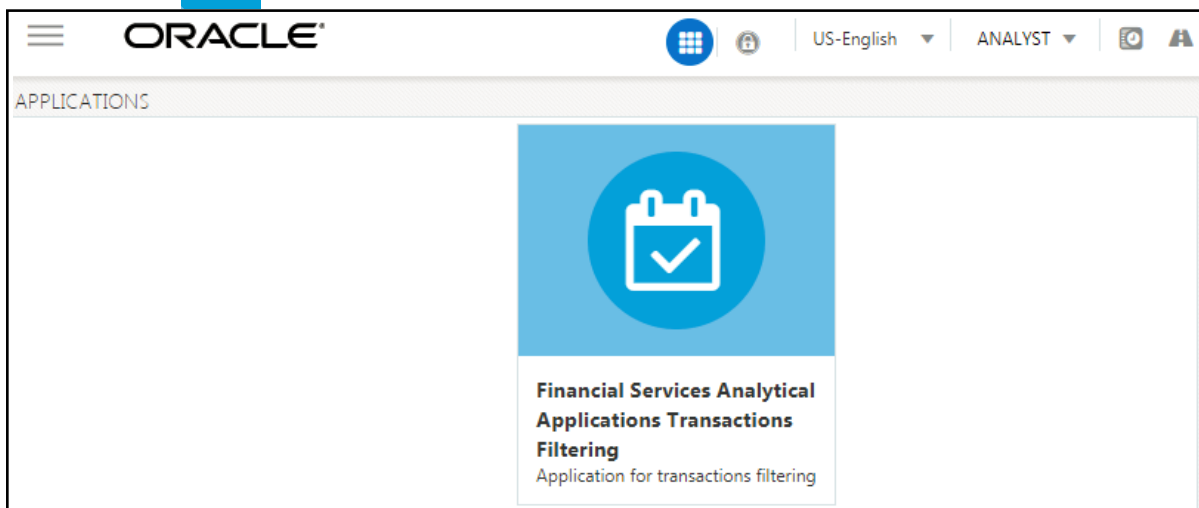 ORACLE
US-English
ANALYST
APPLICATIONS
Financial Services Analytical
Applications Transactions
Filtering
Application for transactions filtering